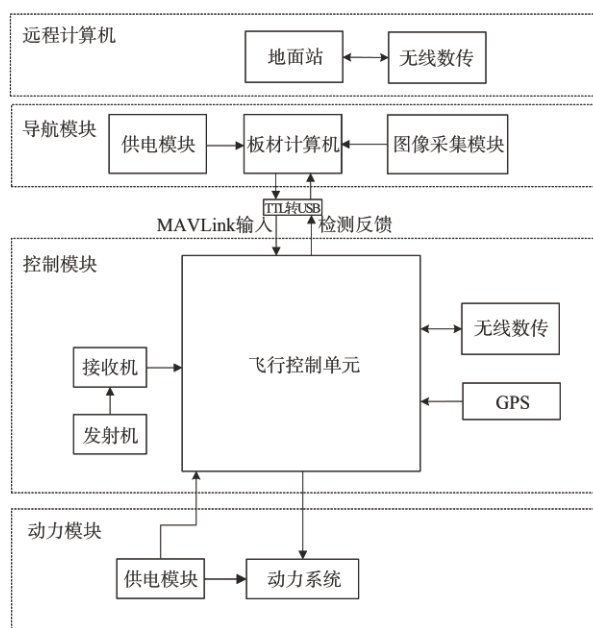 远程计算机
地面站
无线数传
导航模块
供电模块
板材计算机
图像采集模块
TTL转USB
MAVLink输入
检测反馈
控制模块
无线数传
接收机
飞行控制单元
GPS
发射机
动力模块
供电模块
动力系统